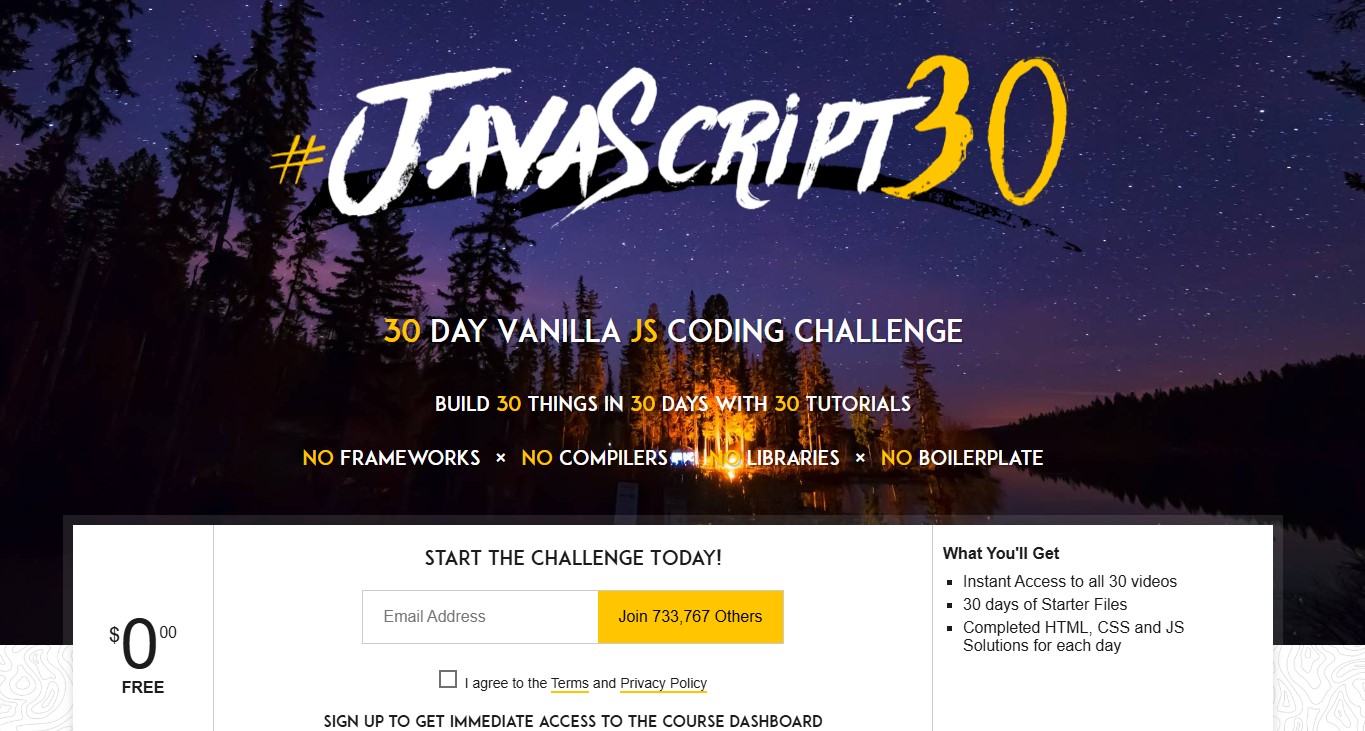 #JavaScript30
30 DAY VANILLA JS CODING CHALLENGE
BUILD 30 THINGS IN 30 DAYS WITH 30 TUTORIALS
NO FRAMEWORKS × NO COMPILERS × NO LIBRARIES × NO BOILERPLATE
$0 00
FREE
START THE CHALLENGE TODAY!
Email Address
Join 733,767 Others
I agree to the Terms and Privacy Policy
SIGN UP TO GET IMMEDIATE ACCESS TO THE COURSE DASHBOARD
What You'll Get
Instant Access to all 30 videos
30 days of Starter Files
Completed HTML, CSS and JS
Solutions for each day